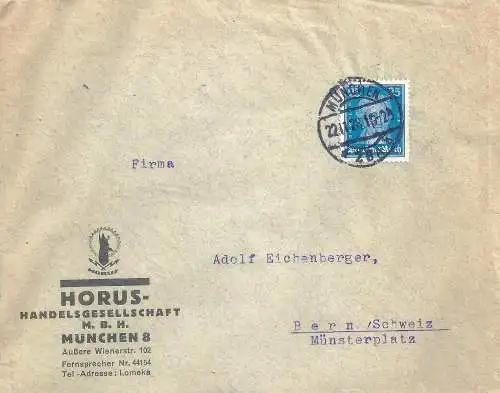 MÜNCHEN
25
Firma
Adolf Eichenberger,
HORUS-
HANDELSGESELLSCHAFT
M. B. H.
MÜNCHEN 8
Äußere Wienerstr. 102
Fernsprecher Nr. 44154
Tel-Adresse: Lomeka
Bern/Schweiz
Münsterplatz